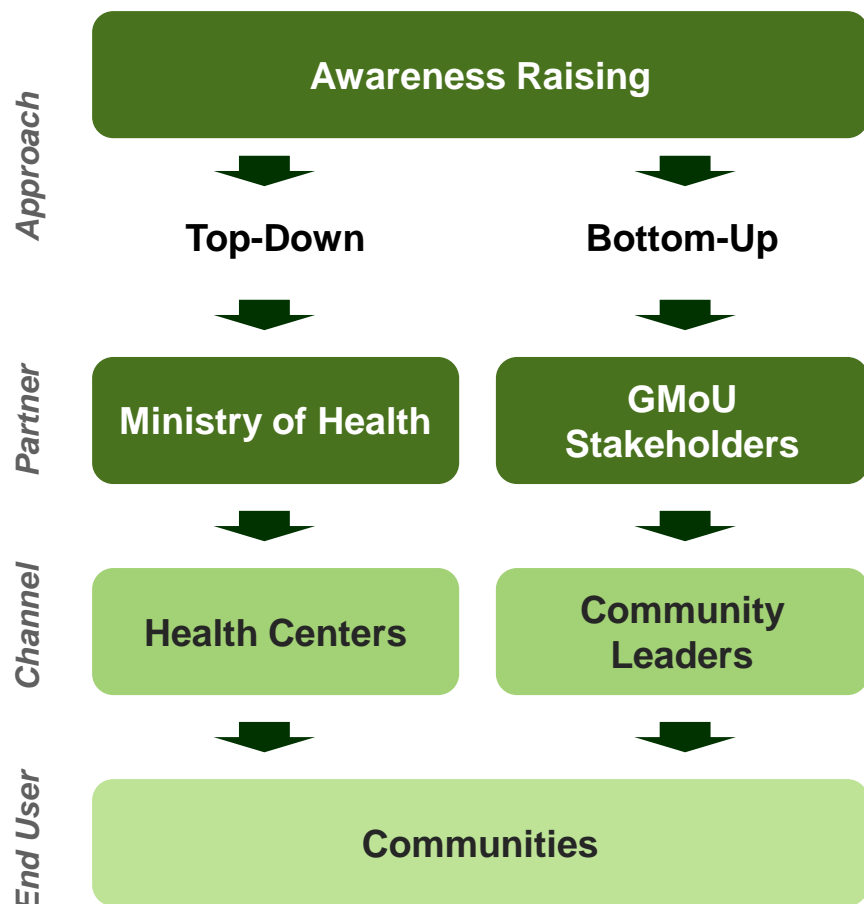 Approach
Awareness Raising
Top-Down
Bottom-Up
Partner
Ministry of Health
GMoU
Stakeholders
Channel
Health Centers
Community
Leaders
End User
Communities